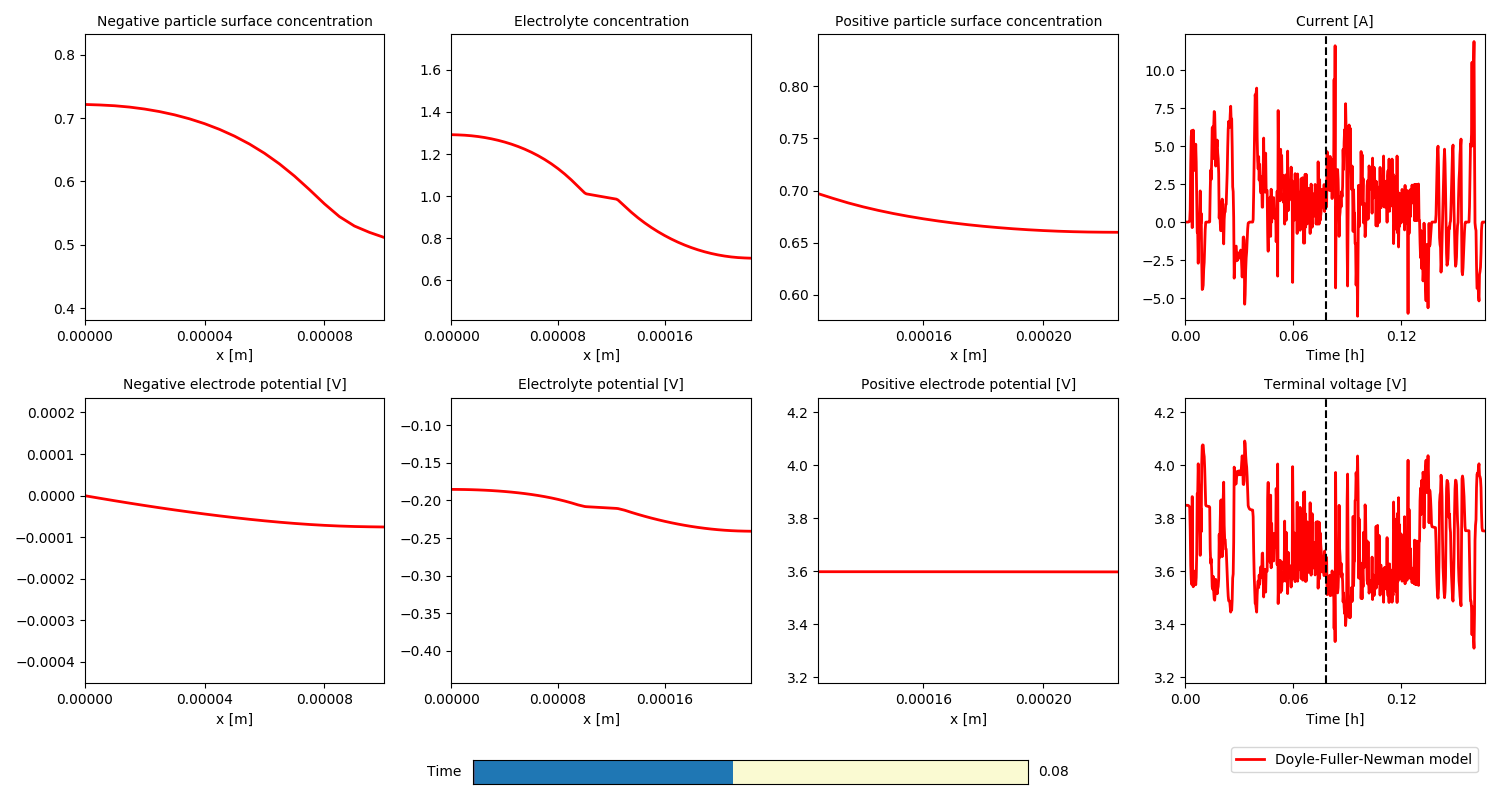 Negative particle surface concentration
0.8
0.7
0.6
0.5
0.4
0.00000 0.00004 0.00008
x [m]
Electrolyte concentration
1.6
1.4
1.2
1.0
0.8
0.6
0.00000 0.00008 0.00016
x [m]
Positive particle surface concentration
0.80
0.75
0.70
0.65
0.60
0.00016 0.00020
x [m]
Current [A]
10.0
7.5
5.0
2.5
0.0
−2.5
−5.0
0.00 0.06 0.12
Time [h]
Negative electrode potential [V]
0.0002
0.0001
0.0000
−0.0001
−0.0002
−0.0003
−0.0004
0.00000 0.00004 0.00008
x [m]
Electrolyte potential [V]
−0.10
−0.15
−0.20
−0.25
−0.30
−0.35
−0.40
0.00000 0.00008 0.00016
x [m]
Positive electrode potential [V]
4.2
4.0
3.8
3.6
3.4
3.2
0.00016 0.00020
x [m]
Terminal voltage [V]
4.2
4.0
3.8
3.6
3.4
3.2
0.00 0.06 0.12
Time [h]
Time 0.08
Doyle-Fuller-Newman model